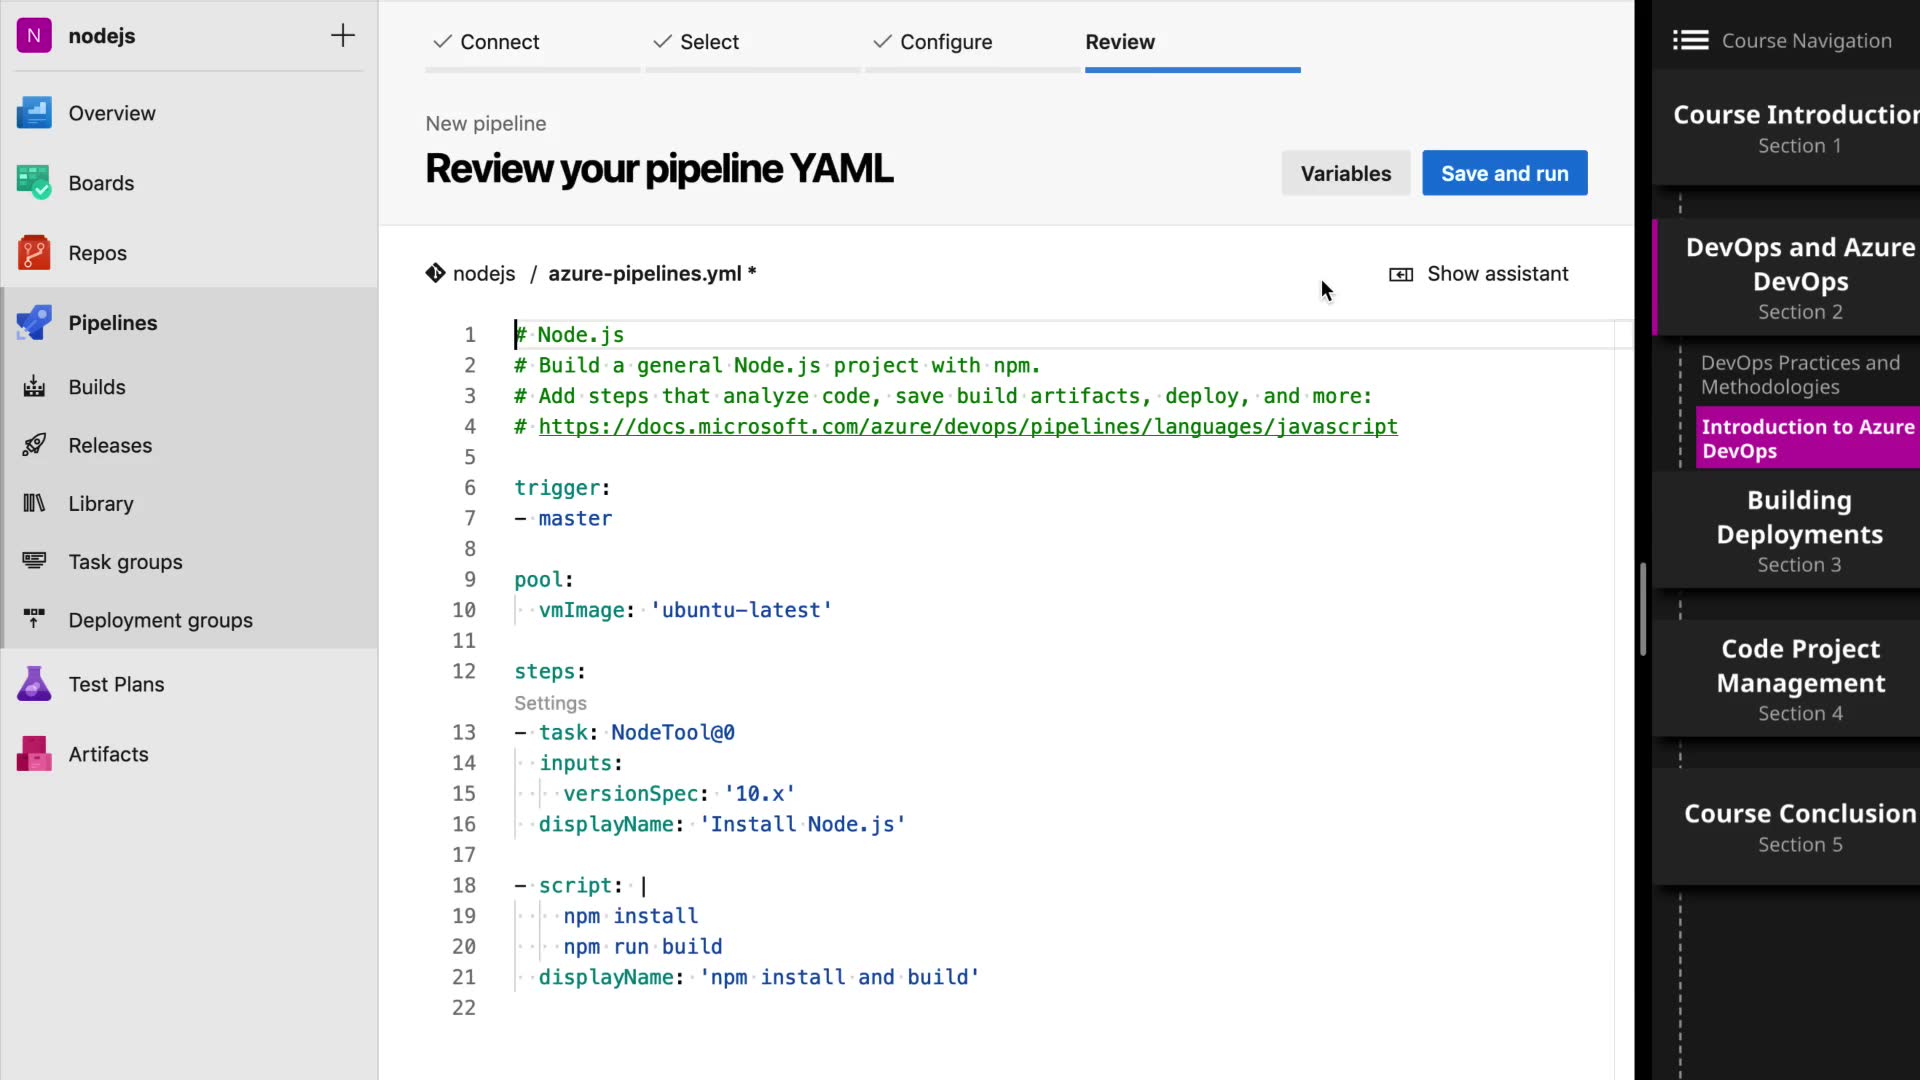 N nodejs
Overview
Boards
Repos
Pipelines
Builds
Releases
Library
Task groups
Deployment groups
Test Plans
Artifacts
Connect
Select
Configure
Review
New pipeline
Review your pipeline YAML
Variables
Save and run
nodejs / azure-pipelines.yml *
Show assistant
1 # Node.js
2 # Build a general Node.js project with npm.
3 # Add steps that analyze code, save build artifacts, deploy, and more:
4 # https://docs.microsoft.com/azure/devops/pipelines/languages/javascript
5
6 trigger:
7 - master
8
9 pool:
10 vmImage: 'ubuntu-latest'
11
12 steps:
Settings
13 - task: NodeTool@0
14 inputs:
15 versionSpec: '10.x'
16 displayName: 'Install Node.js'
17
18 - script: |
19 npm install
20 npm run build
21 displayName: 'npm install and build'
22
Course Navigation
Course Introduction
Section 1
DevOps and Azure
DevOps
Section 2
DevOps Practices and
Methodologies
Introduction to Azure
DevOps
Building
Deployments
Section 3
Code Project
Management
Section 4
Course Conclusion
Section 5